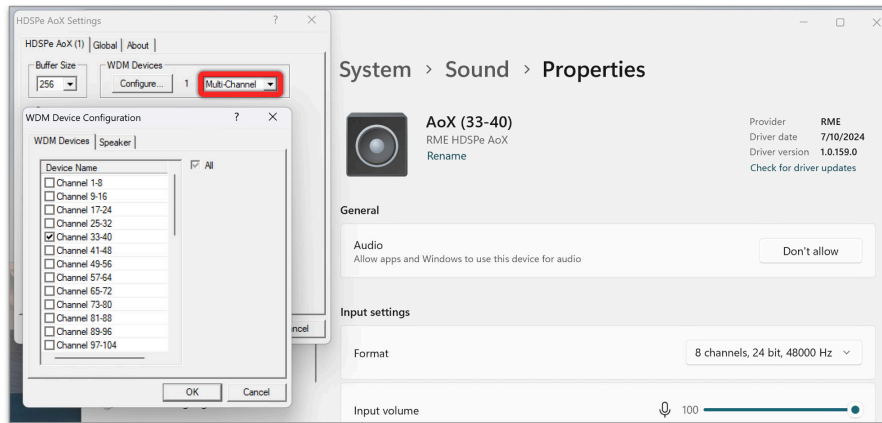 HDSPe AoX Settings
?
HDSPe AoX (1)
Global
About
Buffer Size
256
WDM Devices
Configure...
1
Multi-Channel
WDM Device Configuration
?
WDM Devices
Speaker
Device Name
All
Channel 1-8
Channel 9-16
Channel 17-24
Channel 25-32
Channel 33-40
Channel 41-48
Channel 49-56
Channel 57-64
Channel 65-72
Channel 73-80
Channel 81-88
Channel 89-96
Channel 97-104
OK
Cancel
System > Sound > Properties
AoX (33-40)
RME HDSPe AoX
Rename
Provider RME
Driver date 7/10/2024
Driver version 1.0.159.0
Check for driver updates
General
Audio
Allow apps and Windows to use this device for audio
Don't allow
Input settings
Format
8 channels, 24 bit, 48000 Hz
Input volume
100